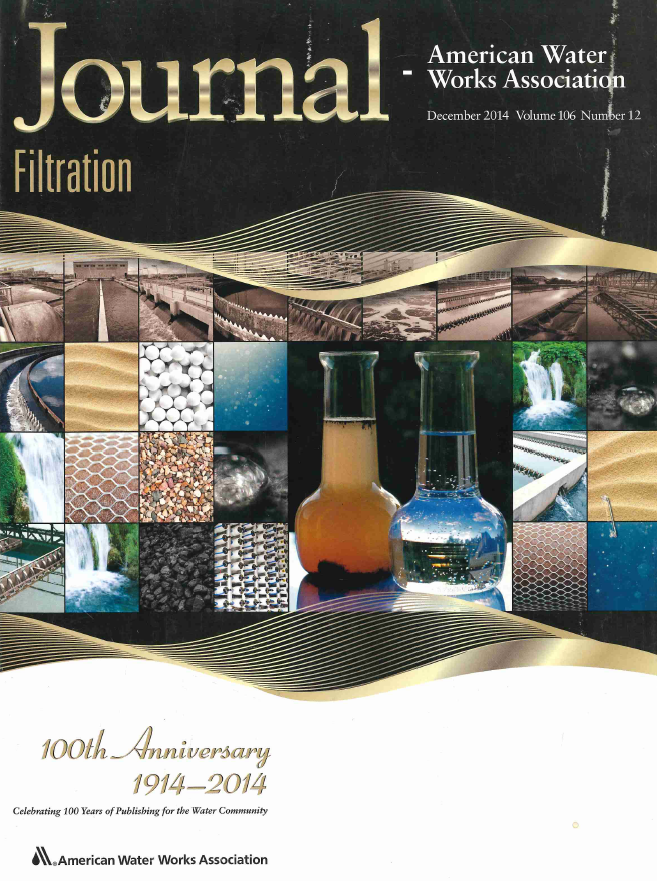 Journal
American Water
Works Association
December 2014 Volume 106 Number 12
Filtration
100th Anniversary
1914–2014
Celebrating 100 Years of Publishing for the Water Community
American Water Works Association